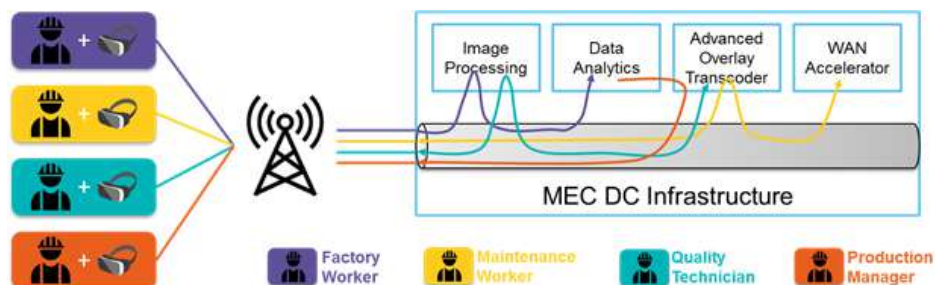 +
+
+
+
Image
Processing
Data
Analytics
Advanced
Overlay
Transcoder
WAN
Accelerator
MEC DC Infrastructure
Factory
Worker
Maintenance
Worker
Quality
Technician
Production
Manager